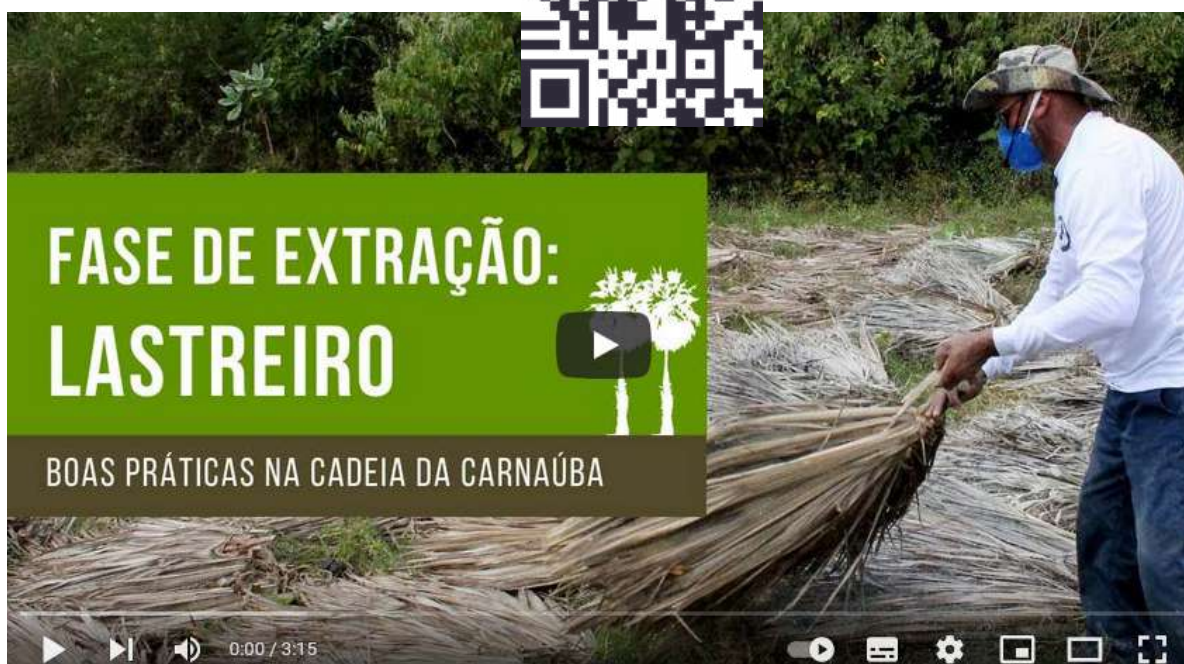 FASE DE EXTRAÇÃO:
LASTREIRO
BOAS PRÁTICAS NA CADEIA DA CARNAÚBA
0:00 / 3:15